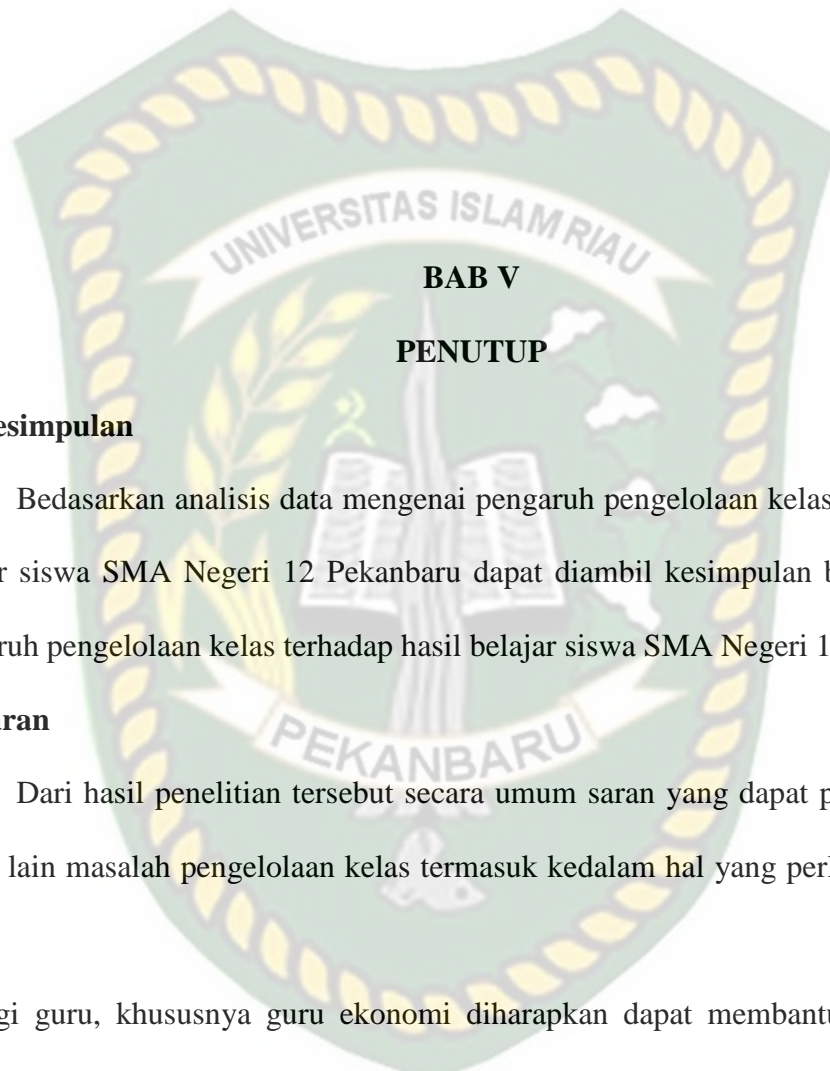 UNIVERSITAS ISLAM RIAU
BAB V
PENUTUP
esimpulan
Bedasarkan analisis data mengenai pengaruh pengelolaan kelas
r siswa SMA Negeri 12 Pekanbaru dapat diambil kesimpulan b
ruh pengelolaan kelas terhadap hasil belajar siswa SMA Negeri 1
aran
PEKANBARU
Dari hasil penelitian tersebut secara umum saran yang dapat p
lain masalah pengelolaan kelas termasuk kedalam hal yang perl
gi guru, khususnya guru ekonomi diharapkan dapat membantu